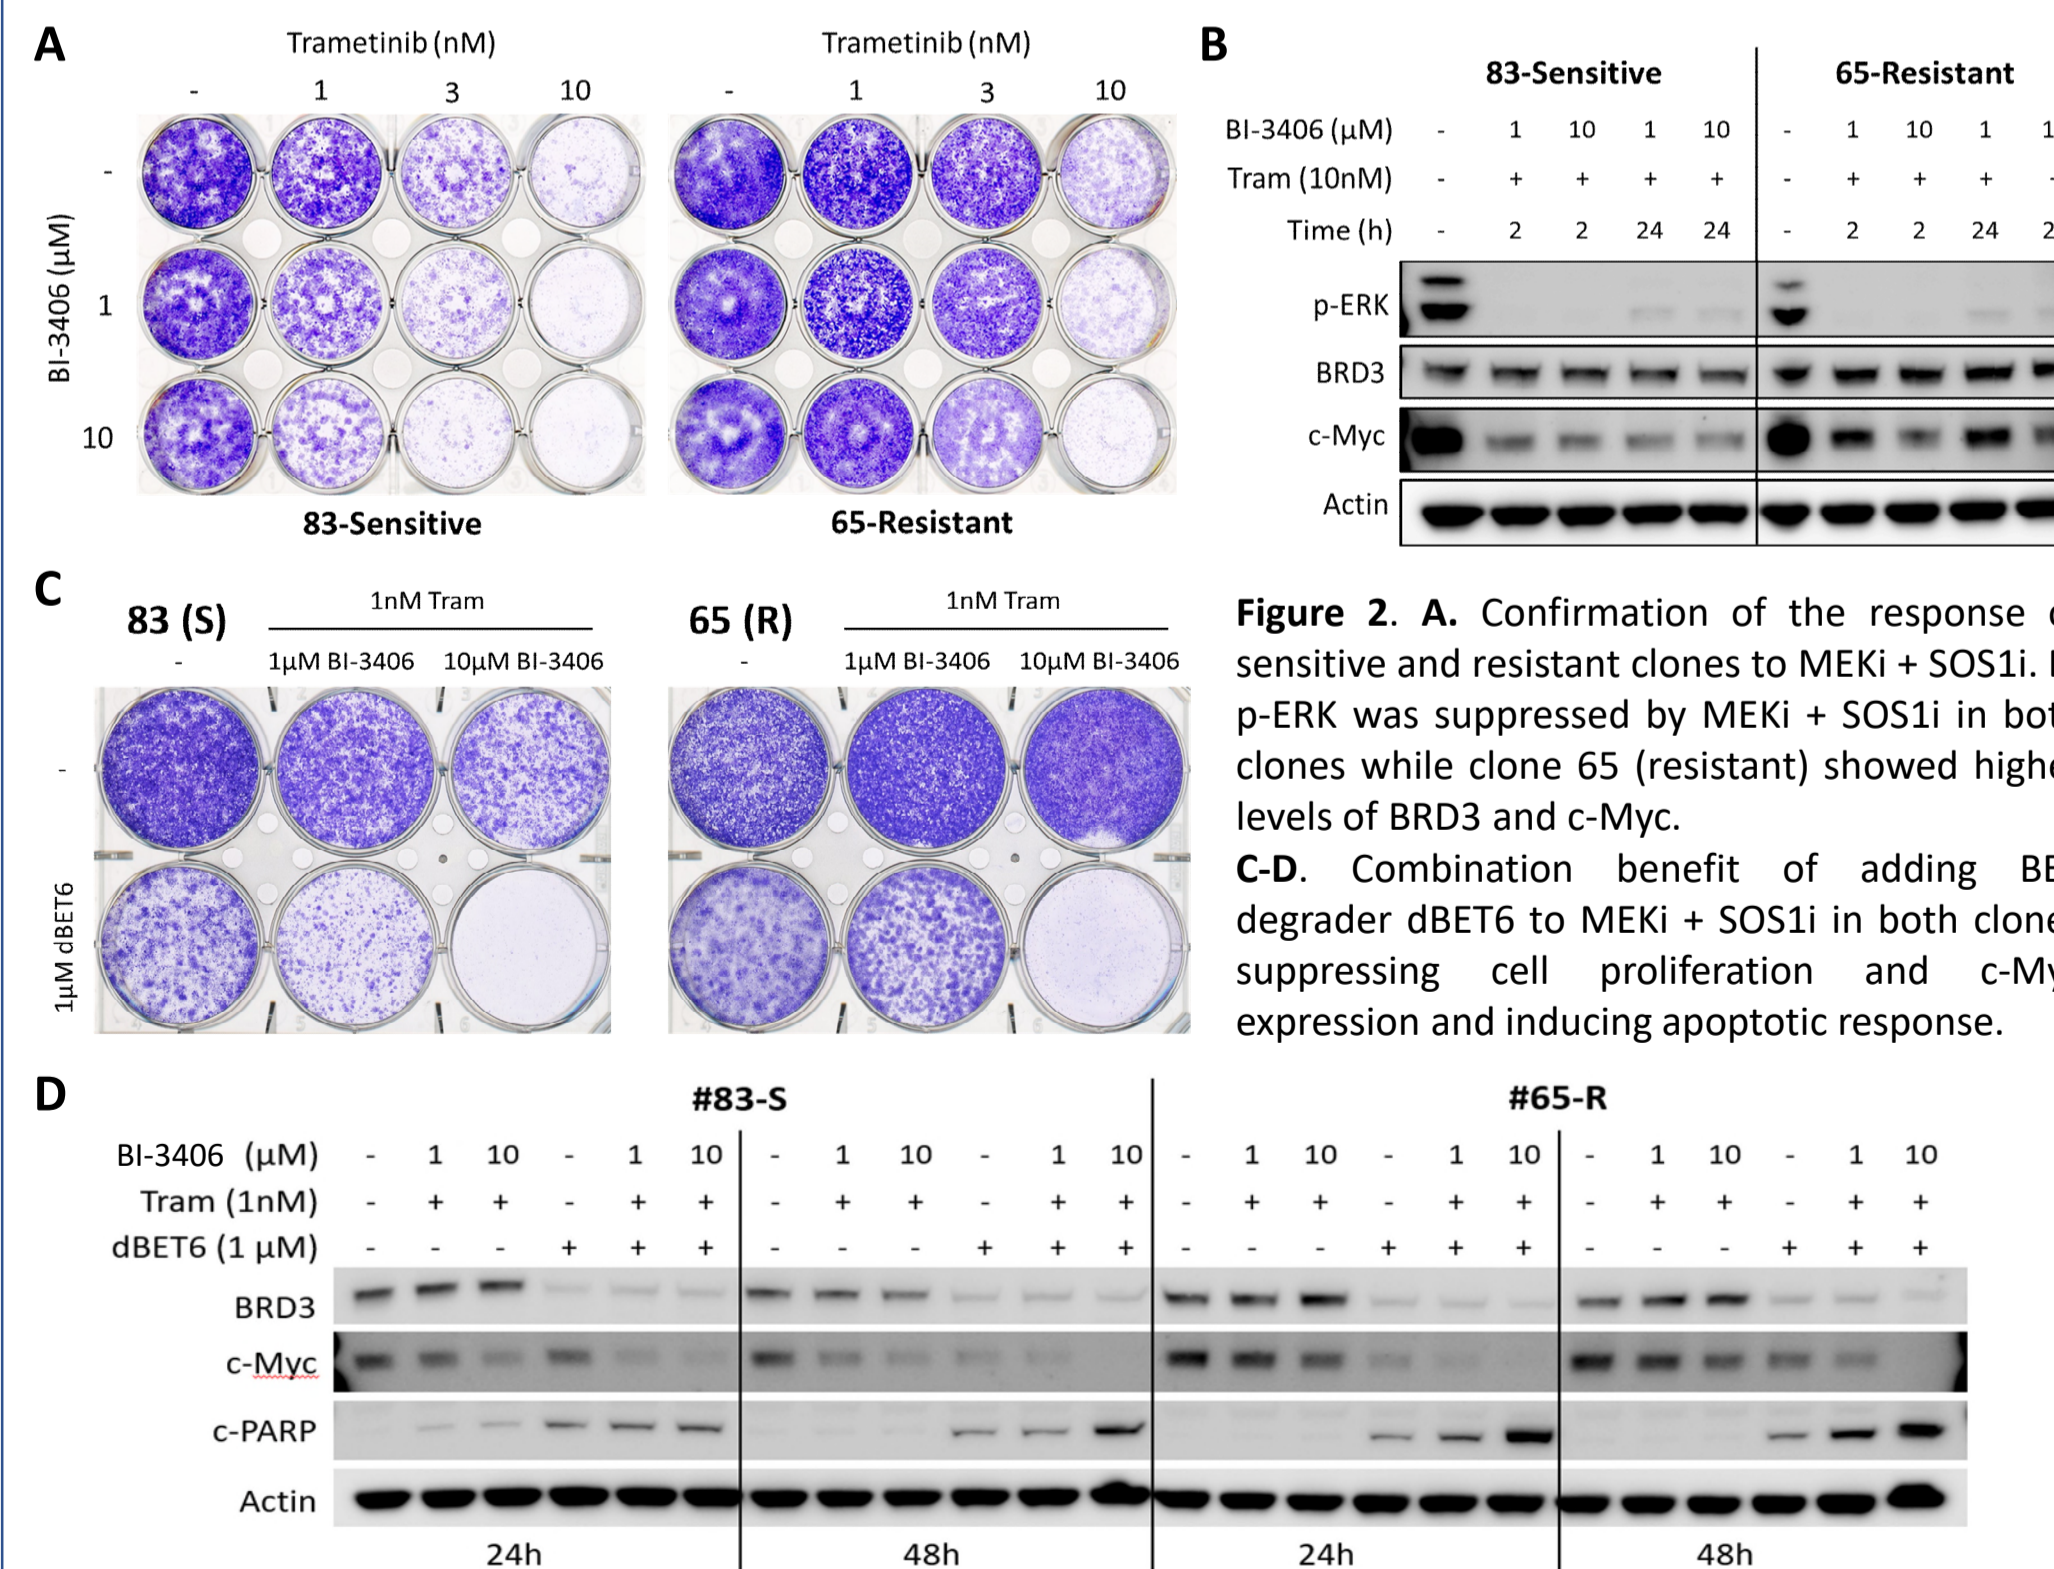 A
Trametinib (nM)
- 1 3 10
Trametinib (nM)
- 1 3 10
BI-3406 (µM)
-
1
10
83-Sensitive
65-Resistant
B
83-Sensitive 65-Resistant
BI-3406 (µM) - 1 10 1 10 - 1 10 1
Tram (10nM) - + + + + - + + +
Time (h) - 2 2 24 24 - 2 2 24
p-ERK
BRD3
c-Myc
Actin
C
83 (S) 1nM Tram
- 1µM BI-3406 10µM BI-3406
65 (R) 1nM Tram
- 1µM BI-3406 10µM BI-3406
-
1µM dBET6
Figure 2. A. Confirmation of the response
sensitive and resistant clones to MEKi + SOS1i.
p-ERK was suppressed by MEKi + SOS1i in
clones while clone 65 (resistant) showed
levels of BRD3 and c-Myc.
C-D. Combination benefit of adding
degrader dBET6 to MEKi + SOS1i in both
suppressing cell proliferation and
expression and inducing apoptotic response.
D
#83-S #65-R
BI-3406 (µM) - 1 10 - 1 10 - 1 10 - 1 10 - 1 10 - 1 10 - 1 10 - 1 10
Tram (1nM) - + + - + + - + + - + + - + + - + + - + + - + +
dBET6 (1 µM) - - - + + + - - - + + + - - - + + + - - - + + +
BRD3
c-Myc
c-PARP
Actin
24h 48h 24h 48h